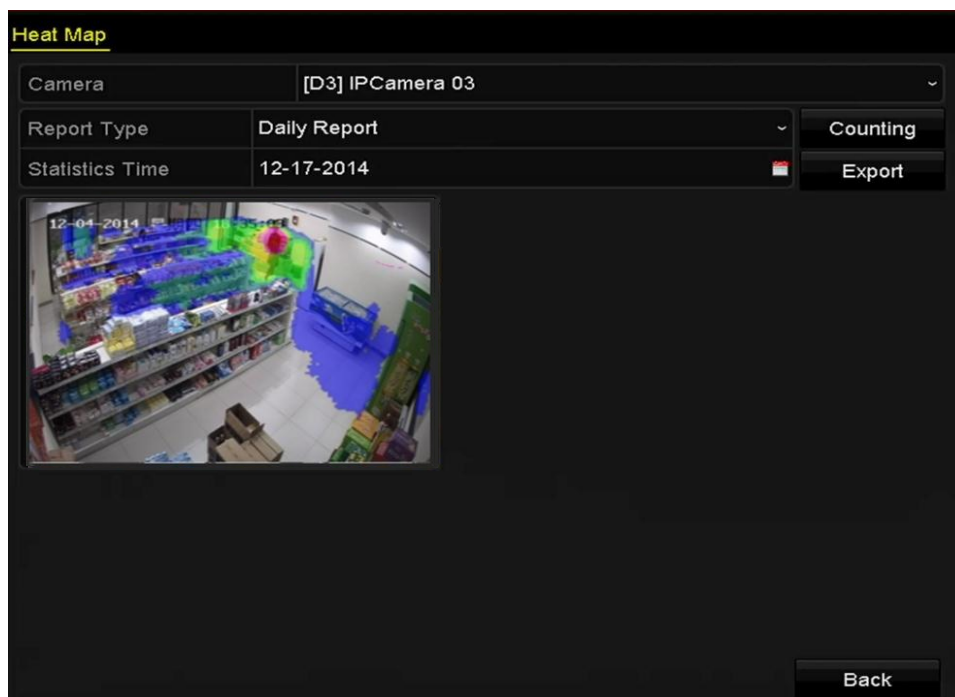 Heat Map
Camera [D3] IPCamera 03
Report Type Daily Report Counting
Statistics Time 12-17-2014 Export
12-04-2014
Back